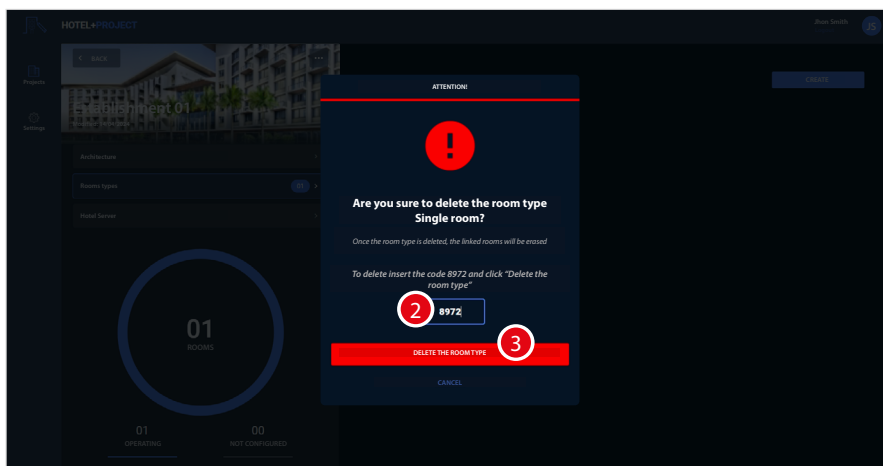 HOTEL+PROJECT
Jhon Smith
JS
BACK
Projects
Establishment 01
Settings
Architecture
Rooms types
01
Hotel Server
01
ROOMS
01
OPERATING
00
NOT CONFIGURED
CREATE
ATTENTION!
!
Are you sure to delete the room type
Single room?
Once the room type is deleted, the linked rooms will be erased
To delete insert the code 8972 and click “Delete the
room type”
2
8972
3
DELETE THE ROOM TYPE
CANCEL